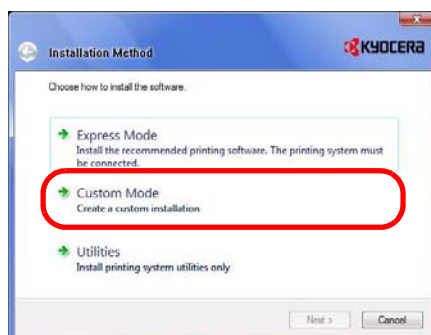 Installation Method
KYOCERA
Choose how to install the software.
Express Mode
Install the recommended printing software. The printing system must
be connected.
Custom Mode
Create a custom installation
Utilities
Install printing system utilities only
Next >
Cancel